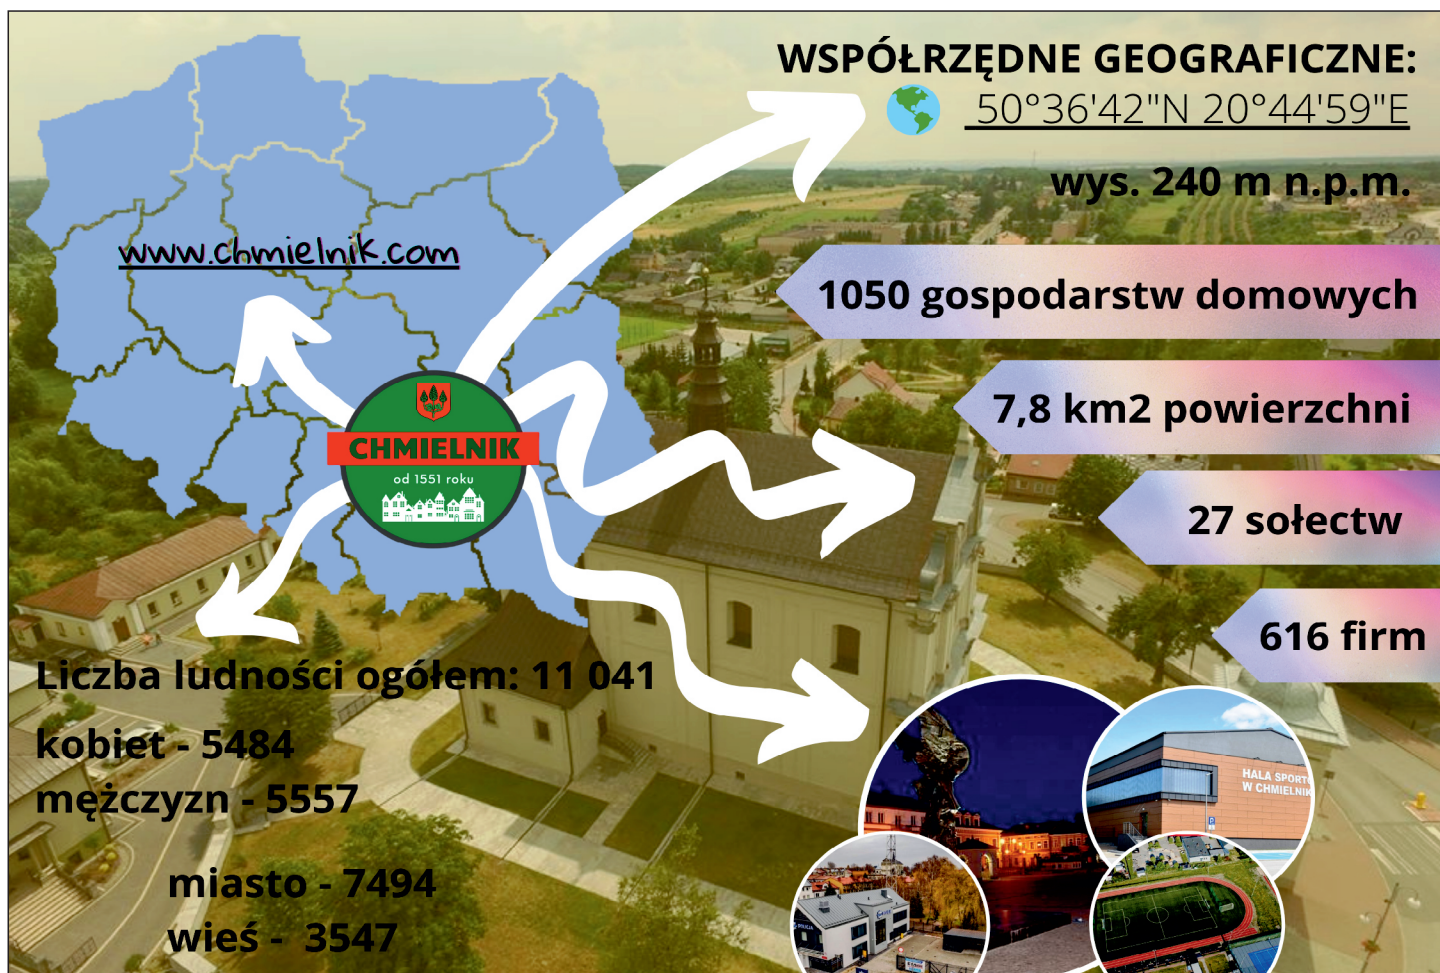 WSPÓŁRZĘDNE GEOGRAFICZNE:
50°36'42"N 20°44'59"E
wys. 240 m n.p.m.
www.chmielnik.com
1050 gospodarstw domowych
7,8 km2 powierzchni
CHMIELNIK
od 1551 roku
27 sołectw
616 firm
Liczba ludności ogółem: 11 041
kobiet - 5484
mężczyzn - 5557
miasto - 7494
wieś - 3547
HALA SPORTO
W CHMIELNIK
POLICJA